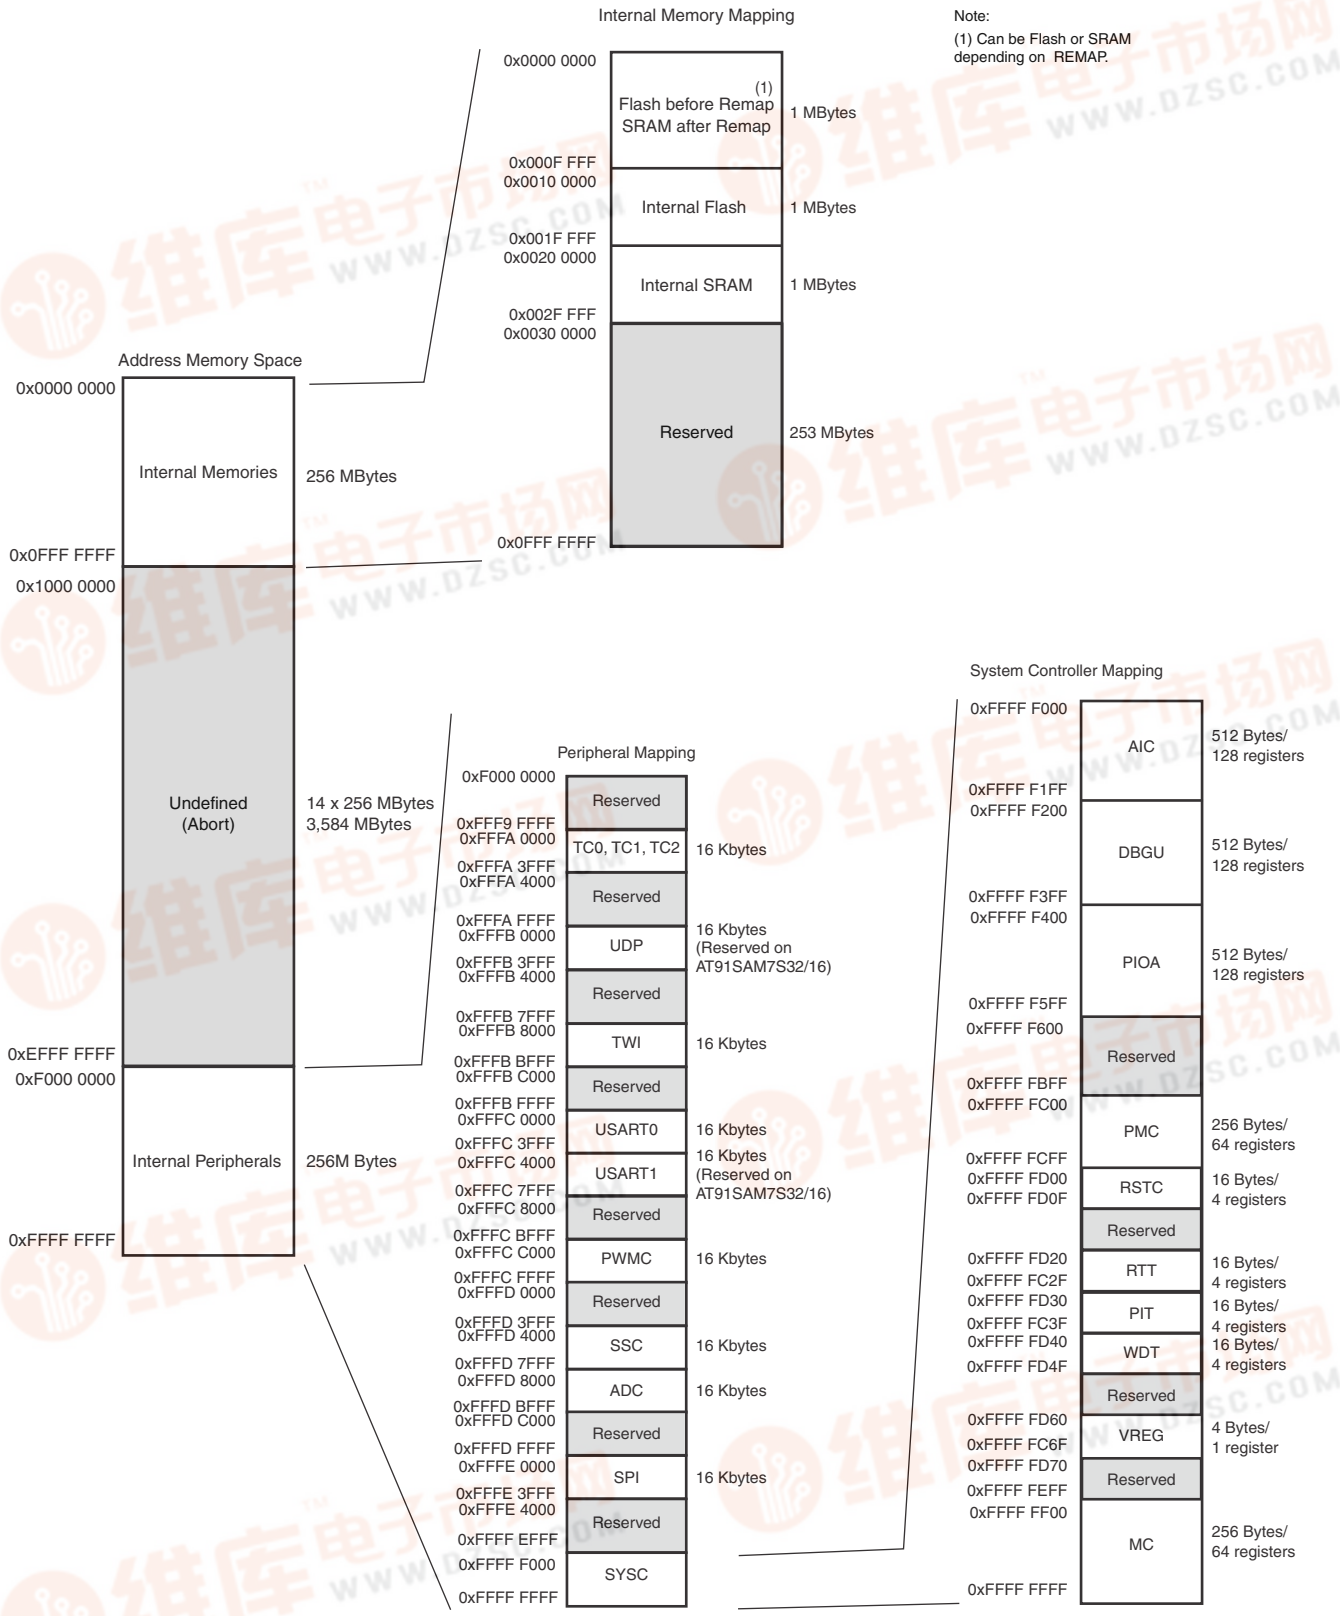 Internal Memory Mapping
Note:
(1) Can be Flash or SRAM
depending on REMAP.
0x0000 0000
(1)
Flash before Remap
SRAM after Remap
1 MBytes
0x000F FFF
0x0010 0000
Internal Flash
1 MBytes
0x001F FFF
0x0020 0000
Internal SRAM
1 MBytes
0x002F FFF
0x0030 0000
Reserved
253 MBytes
0x0FFF FFFF
Address Memory Space
0x0000 0000
Internal Memories
256 MBytes
0x0FFF FFFF
0x1000 0000
Undefined
(Abort)
14 x 256 MBytes
3,584 MBytes
0xEFFF FFFF
0xF000 0000
Internal Peripherals
256M Bytes
0xFFFF FFFF
Peripheral Mapping
0xF000 0000
Reserved
0xFFF9 FFFF
0xFFFA 0000
TC0, TC1, TC2
16 Kbytes
0xFFFA 3FFF
0xFFFA 4000
Reserved
0xFFFA FFFF
0xFFFB 0000
UDP
16 Kbytes
(Reserved on
AT91SAM7S32/16)
0xFFFB 3FFF
0xFFFB 4000
Reserved
0xFFFB 7FFF
0xFFFB 8000
TWI
16 Kbytes
0xFFFB BFFF
0xFFFB C000
Reserved
0xFFFB FFFF
0xFFFC 0000
USART0
16 Kbytes
0xFFFC 3FFF
0xFFFC 4000
USART1
16 Kbytes
(Reserved on
AT91SAM7S32/16)
0xFFFC 7FFF
0xFFFC 8000
Reserved
0xFFFC BFFF
0xFFFC C000
PWMC
16 Kbytes
0xFFFC FFFF
0xFFFD 0000
Reserved
0xFFFD 3FFF
0xFFFD 4000
SSC
16 Kbytes
0xFFFD 7FFF
0xFFFD 8000
ADC
16 Kbytes
0xFFFD BFFF
0xFFFD C000
Reserved
0xFFFD FFFF
0xFFFE 0000
SPI
16 Kbytes
0xFFFE 3FFF
0xFFFE 4000
Reserved
0xFFFF EFFF
0xFFFF F000
SYSC
0xFFFF FFFF
System Controller Mapping
0xFFFF F000
AIC
512 Bytes/
128 registers
0xFFFF F1FF
0xFFFF F200
DBGU
512 Bytes/
128 registers
0xFFFF F3FF
0xFFFF F400
PIOA
512 Bytes/
128 registers
0xFFFF F5FF
0xFFFF F600
Reserved
0xFFFF FBFF
0xFFFF FC00
PMC
256 Bytes/
64 registers
0xFFFF FCFF
0xFFFF FD00
RSTC
16 Bytes/
4 registers
0xFFFF FD0F
Reserved
0xFFFF FD20
RTT
16 Bytes/
4 registers
0xFFFF FC2F
0xFFFF FD30
PIT
16 Bytes/
4 registers
0xFFFF FC3F
0xFFFF FD40
WDT
16 Bytes/
4 registers
0xFFFF FD4F
Reserved
0xFFFF FD60
VREG
4 Bytes/
1 register
0xFFFF FC6F
0xFFFF FD70
Reserved
0xFFFF FEFF
0xFFFF FF00
MC
256 Bytes/
64 registers
0xFFFF FFFF
维库电子市场网
WWW.DZSC.COM
TM